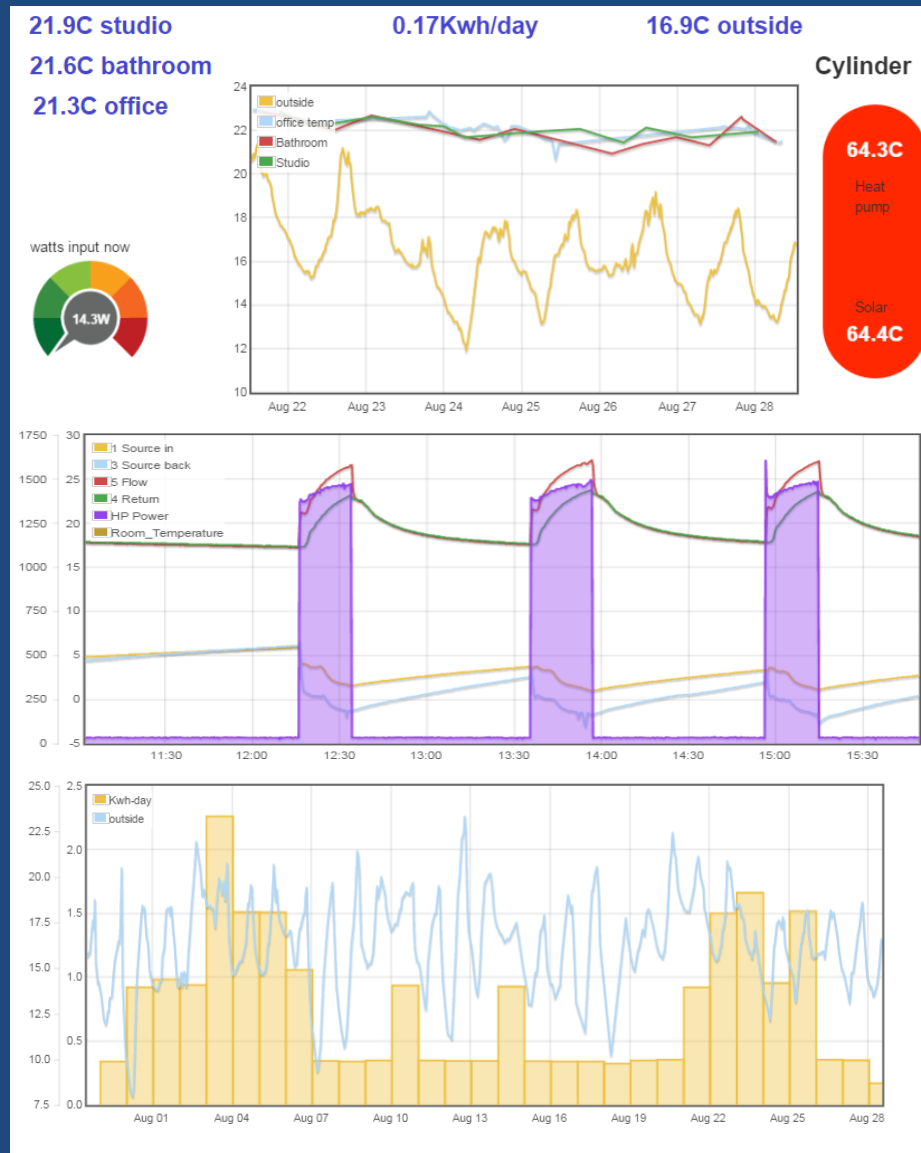 21.9C studio 0.17Kwh/day 16.9C outside
21.6C bathroom Cylinder
21.3C office
24
22
20
18
16
14
12
10
outside
office temp
Bathroom
Studio
Aug 22 Aug 23 Aug 24 Aug 25 Aug 26 Aug 27 Aug 28
64.3C
Heat
pump
Solar
64.4C
watts input now
14.3W
1750 30
1500 25
1250 20
1000 15
750 10
500 5
250 0
0 -5
1 Source in
3 Source back
5 Flow
4 Return
HP Power
Room_Temperature
11:30 12:00 12:30 13:00 13:30 14:00 14:30 15:00 15:30
25.0 2.5
22.5
20.0 2.0
17.5 1.5
15.0 1.0
12.5
10.0 0.5
7.5 0.0
Kwh-day
outside
Aug 01 Aug 04 Aug 07 Aug 10 Aug 13 Aug 16 Aug 19 Aug 22 Aug 25 Aug 28